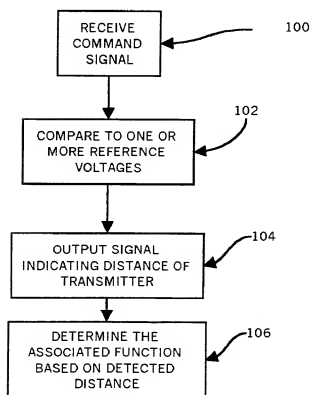 RECEIVE
COMMAND
SIGNAL
100
COMPARE TO ONE OR
MORE REFERENCE
VOLTAGES
102
OUTPUT SIGNAL
INDICATING DISTANCE OF
TRANSMITTER
104
DETERMINE THE
ASSOCIATED FUNCTION
BASED ON DETECTED
DISTANCE
106